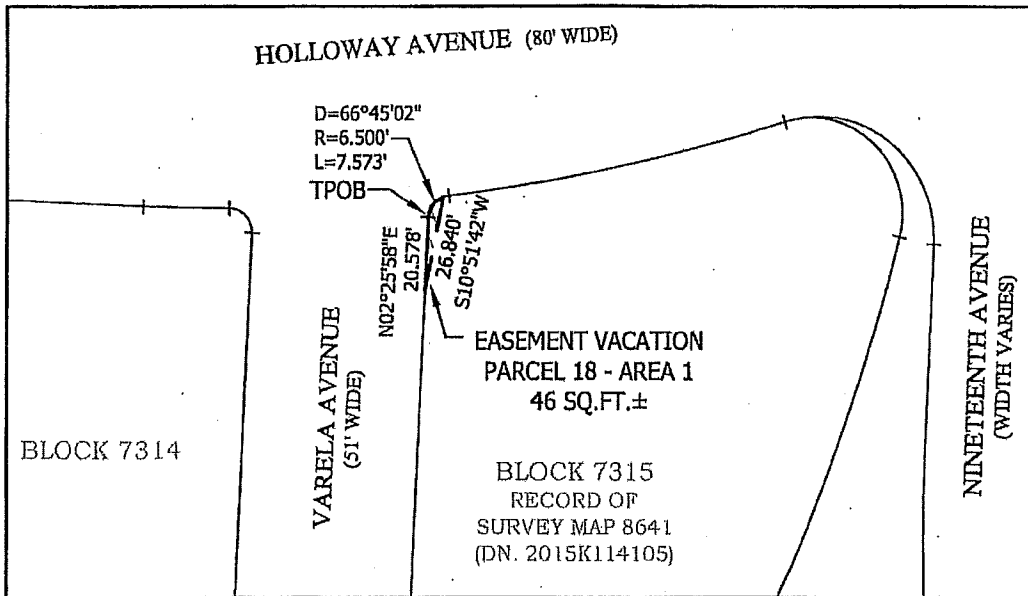 HOLLOWAY AVENUE (80' WIDE)
D=66°45'02"
R=6.500'
L=7.573'
TPOB
N02°25'58"E
20.578'
26.840'
S10°51'42"W
EASEMENT VACATION
PARCEL 18 - AREA 1
46 SQ.FT.±
VARELA AVENUE
(51' WIDE)
NINETEENTH AVENUE
(WIDTH VARIES)
BLOCK 7314
BLOCK 7315
RECORD OF
SURVEY MAP 8641
(DN. 2015K114105)